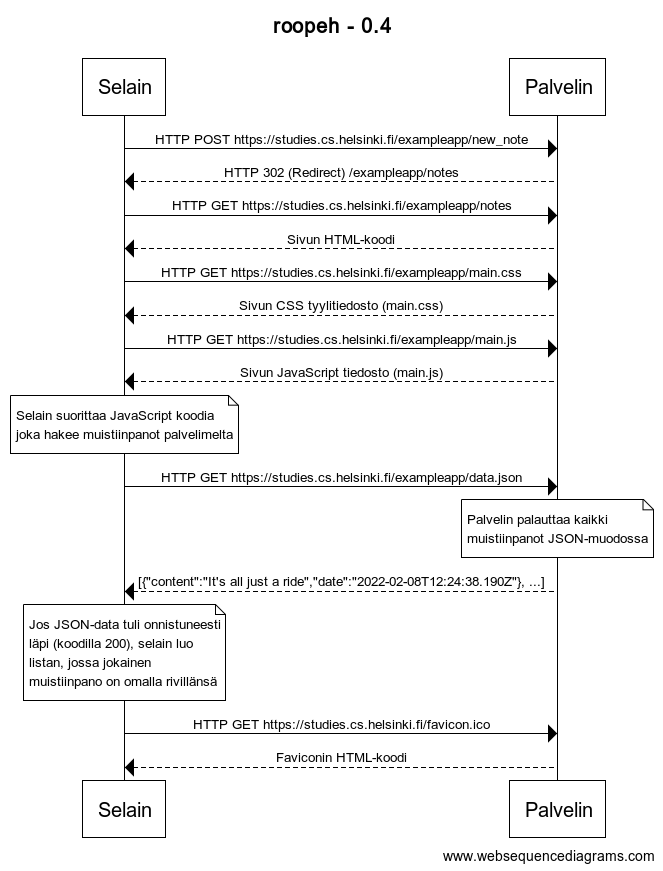 roopeh - 0.4
Selain
Palvelin
HTTP POST https://studies.cs.helsinki.fi/exampleapp/new_note
HTTP 302 (Redirect) /exampleapp/notes
HTTP GET https://studies.cs.helsinki.fi/exampleapp/notes
Sivun HTML-koodi
HTTP GET https://studies.cs.helsinki.fi/exampleapp/main.css
Sivun CSS tyylitiedosto (main.css)
HTTP GET https://studies.cs.helsinki.fi/exampleapp/main.js
Sivun JavaScript tiedosto (main.js)
Selain suorittaa JavaScript koodia
joka hakee muistiinpanot palvelimelta
HTTP GET https://studies.cs.helsinki.fi/exampleapp/data.json
Palvelin palauttaa kaikki
muistiinpanot JSON-muodossa
[{"content":"It's all just a ride","date":"2022-02-08T12:24:38.190Z"}, ...]
Jos JSON-data tuli onnistuneesti
läpi (koodilla 200), selain luo
listan, jossa jokainen
muistiinpano on omalla rivillänsä
HTTP GET https://studies.cs.helsinki.fi/favicon.ico
Faviconin HTML-koodi
Selain
Palvelin
www.websequencediagrams.com